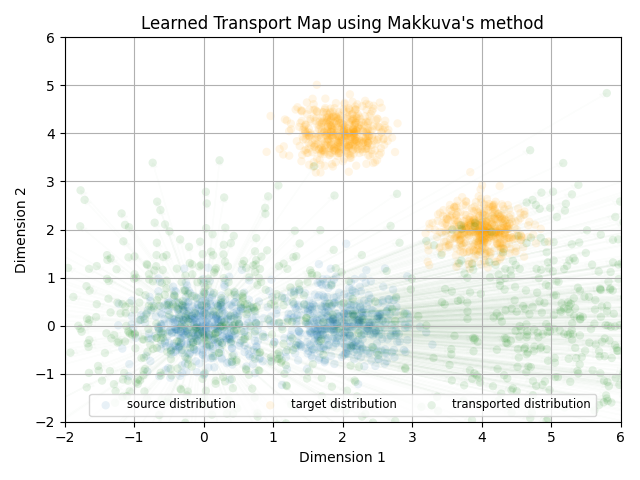 Learned Transport Map using Makkuva's method
6
5
4
3
2
1
0
−1
−2
Dimension 2
source distribution target distribution transported distribution
−2 −1 0 1 2 3 4 5 6
Dimension 1